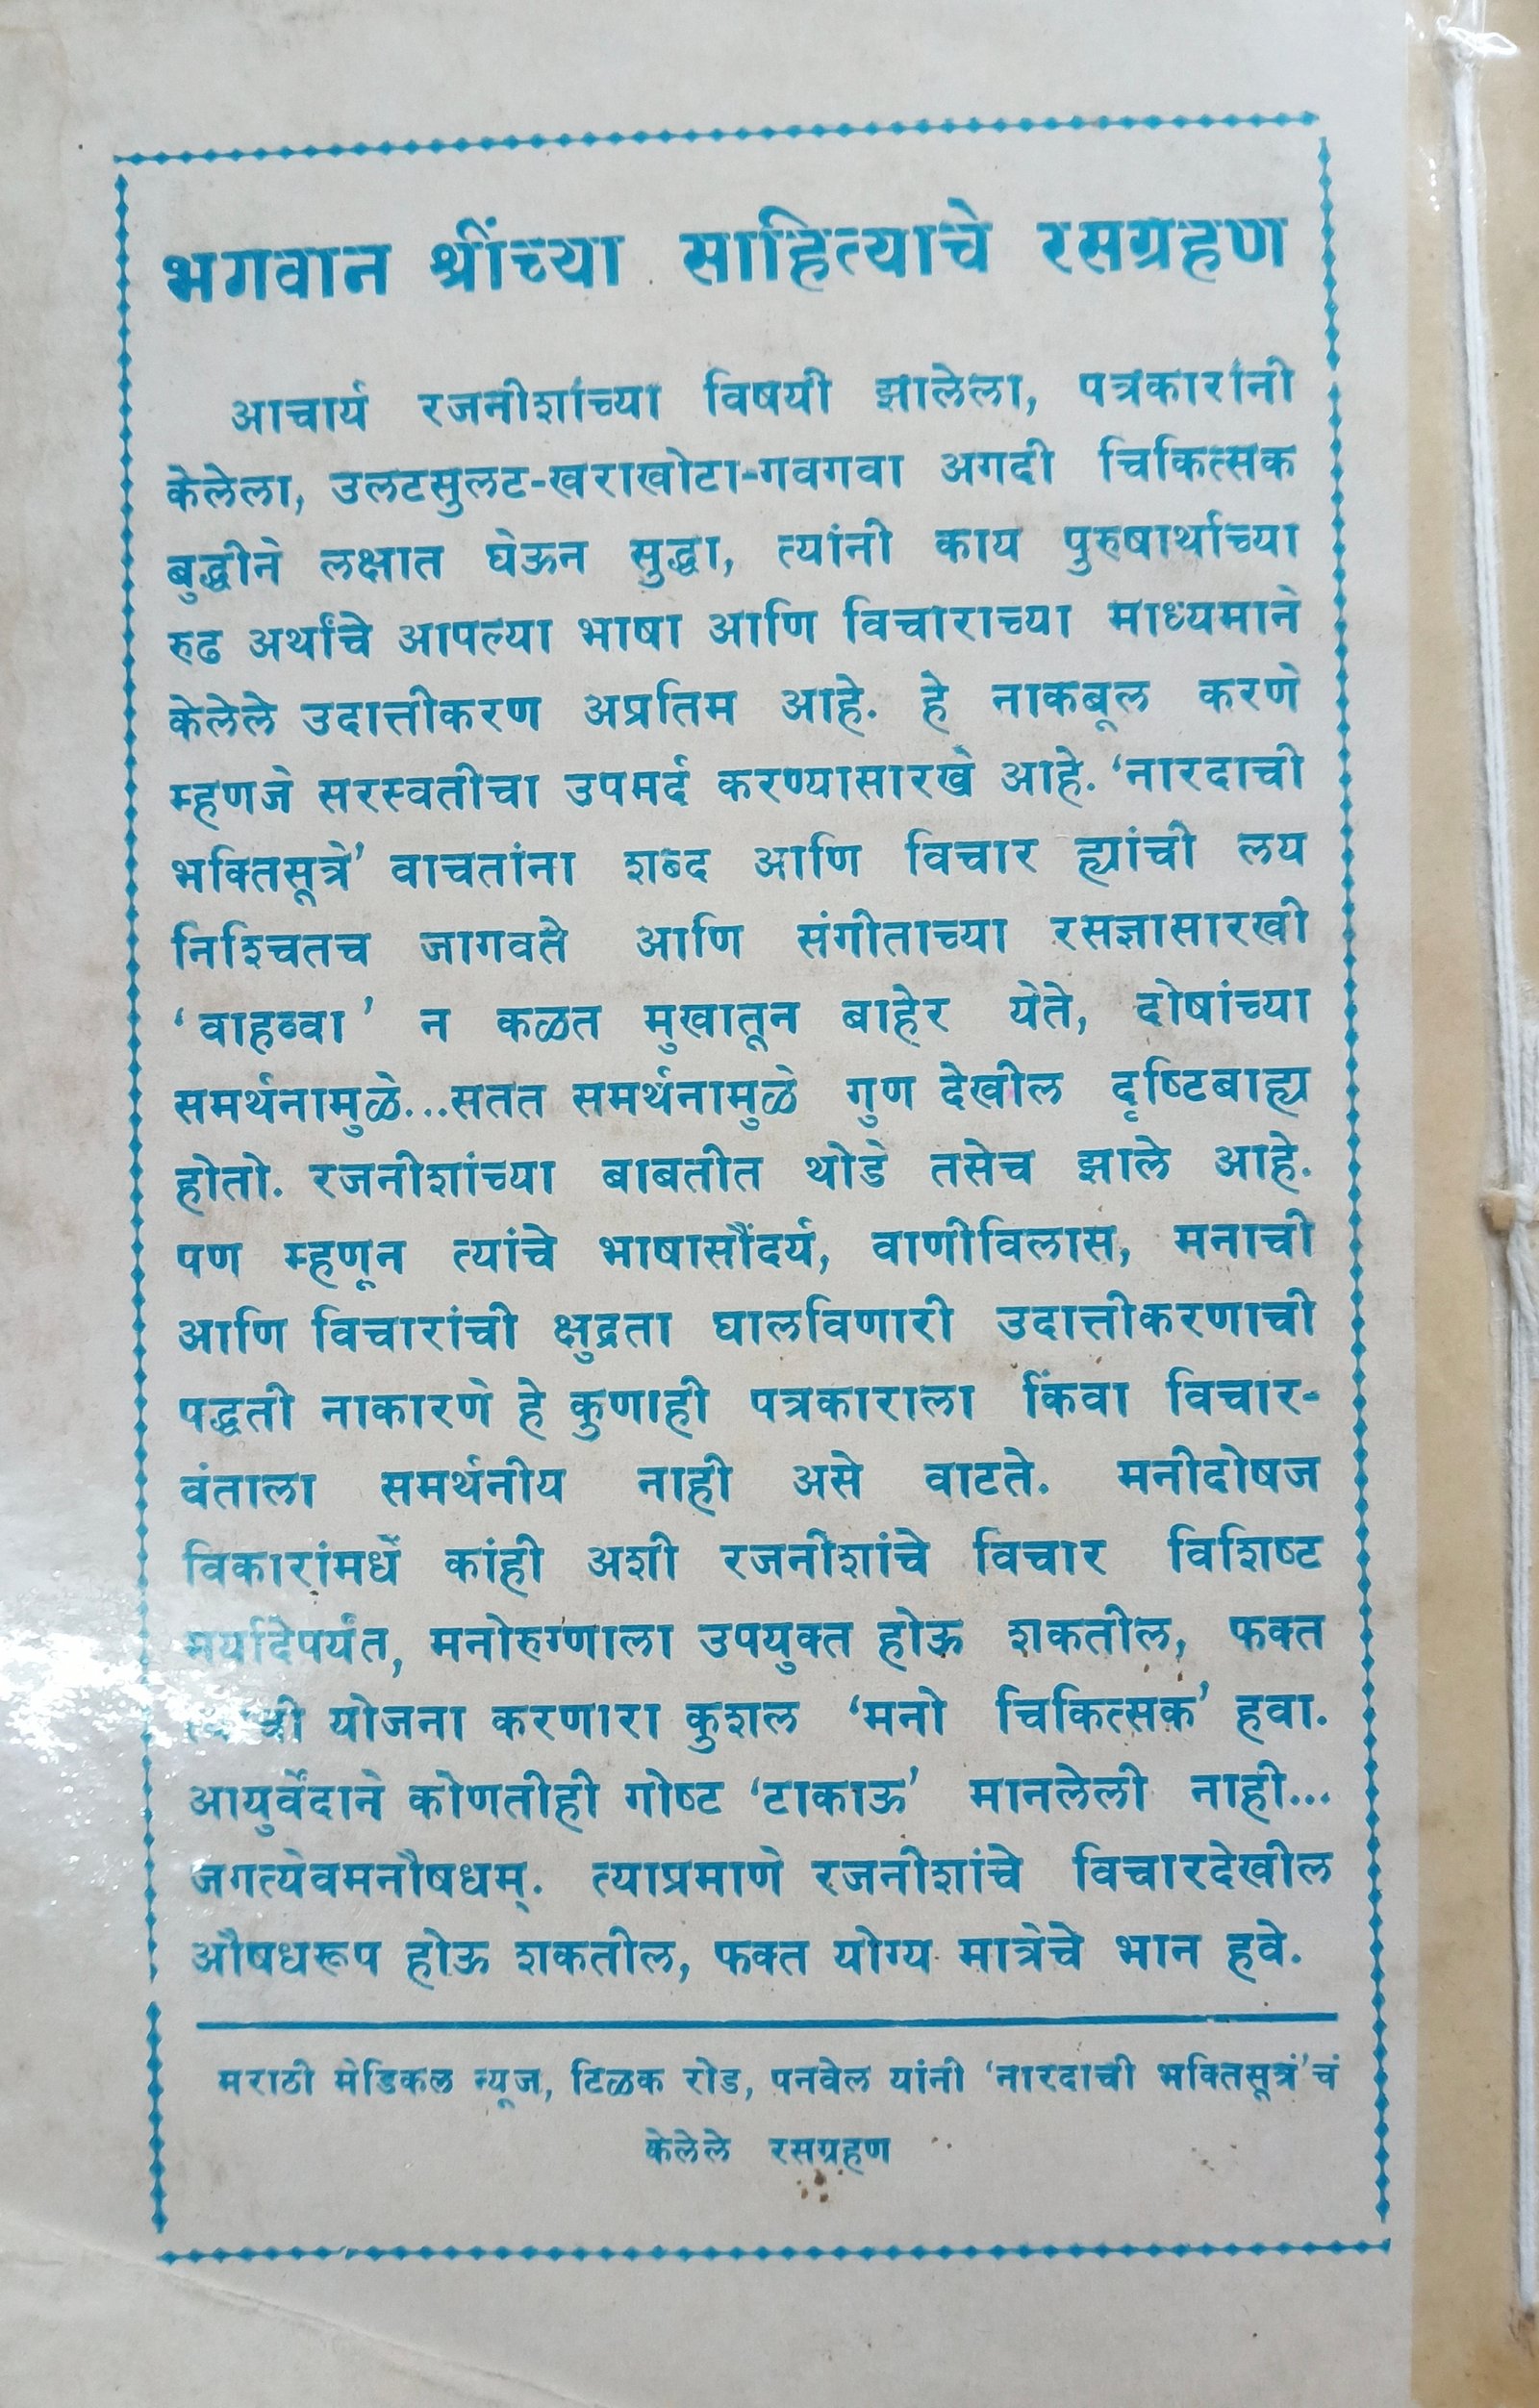 भगवान श्रींच्या साहित्याचे रसग्रहण
आचार्य रजनीशांच्या विषयी झालेला, पत्रकारांनी
केलेला, उलटसुलट-खराखोटा-गवगवा अगदी चिकित्सक
बुद्धीने लक्षात घेऊन सुद्धा, त्यांनी काय पुरुषार्थाच्या
रुढ अर्थांचे आपल्या भाषा आणि विचाराच्या माध्यमाने
केलेले उदात्तीकरण अप्रतिम आहे. हे नाकबूल करणे
म्हणजे सरस्वतीचा उपमर्द करण्यासारखे आहे. ‘नारदाची
भक्तिसूत्रे’ वाचतांना शब्द आणि विचार ह्यांची लय
निश्चितच जागवते आणि संगीताच्या रसज्ञासारखी
‘वाहव्वा’ न कळत मुखातून बाहेर येते, दोषांच्या
समर्थनामुळे...सतत समर्थनामुळे गुण देखील दृष्टिबाह्य
होतो. रजनीशांच्या बाबतीत थोडे तसेच झाले आहे.
पण म्हणून त्यांचे भाषासौंदर्य, वाणीविलास, मनाची
आणि विचारांची क्षुद्रता घालविणारी उदात्तीकरणाची
पद्धती नाकारणे हे कुणाही पत्रकाराला किंवा विचार-
वंताला समर्थनीय नाही असे वाटते. मनीदोषज
विकारांमधें कांही अशी रजनीशांचे विचार विशिष्ट
मर्यादेपर्यंत, मनोरुग्णाला उपयुक्त होऊ शकतील, फक्त
योजना करणारा कुशल ‘मनो चिकित्सक’ हवा.
आयुर्वेदाने कोणतीही गोष्ट ‘टाकाऊ’ मानलेली नाही...
जगत्येवमनौषधम्. त्याप्रमाणे रजनीशांचे विचारदेखील
औषधरूप होऊ शकतील, फक्त योग्य मात्रेचे भान हवे.
मराठी मेडिकल न्यूज, टिळक रोड, पनवेल यांनी ‘नारदाची भक्तिसूत्रं’चं
केलेले रसग्रहण